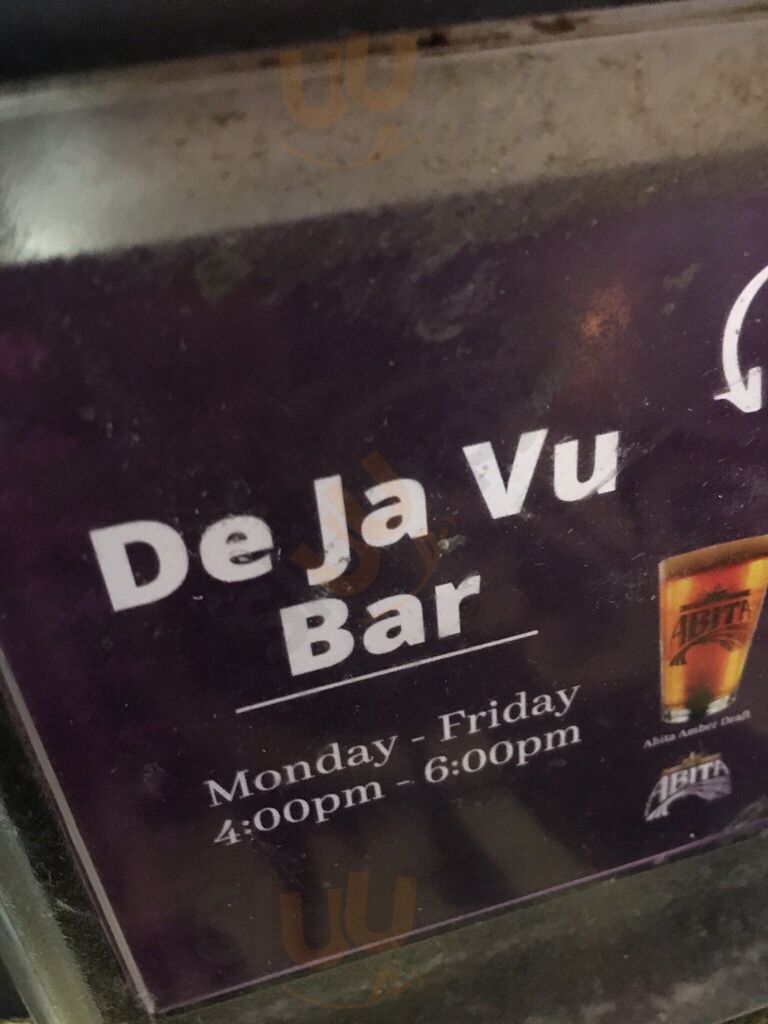 De Ja Vu
Bar
Monday - Friday
4:00pm - 6:00pm
ABITA
Abita Amber Draft
ABITA